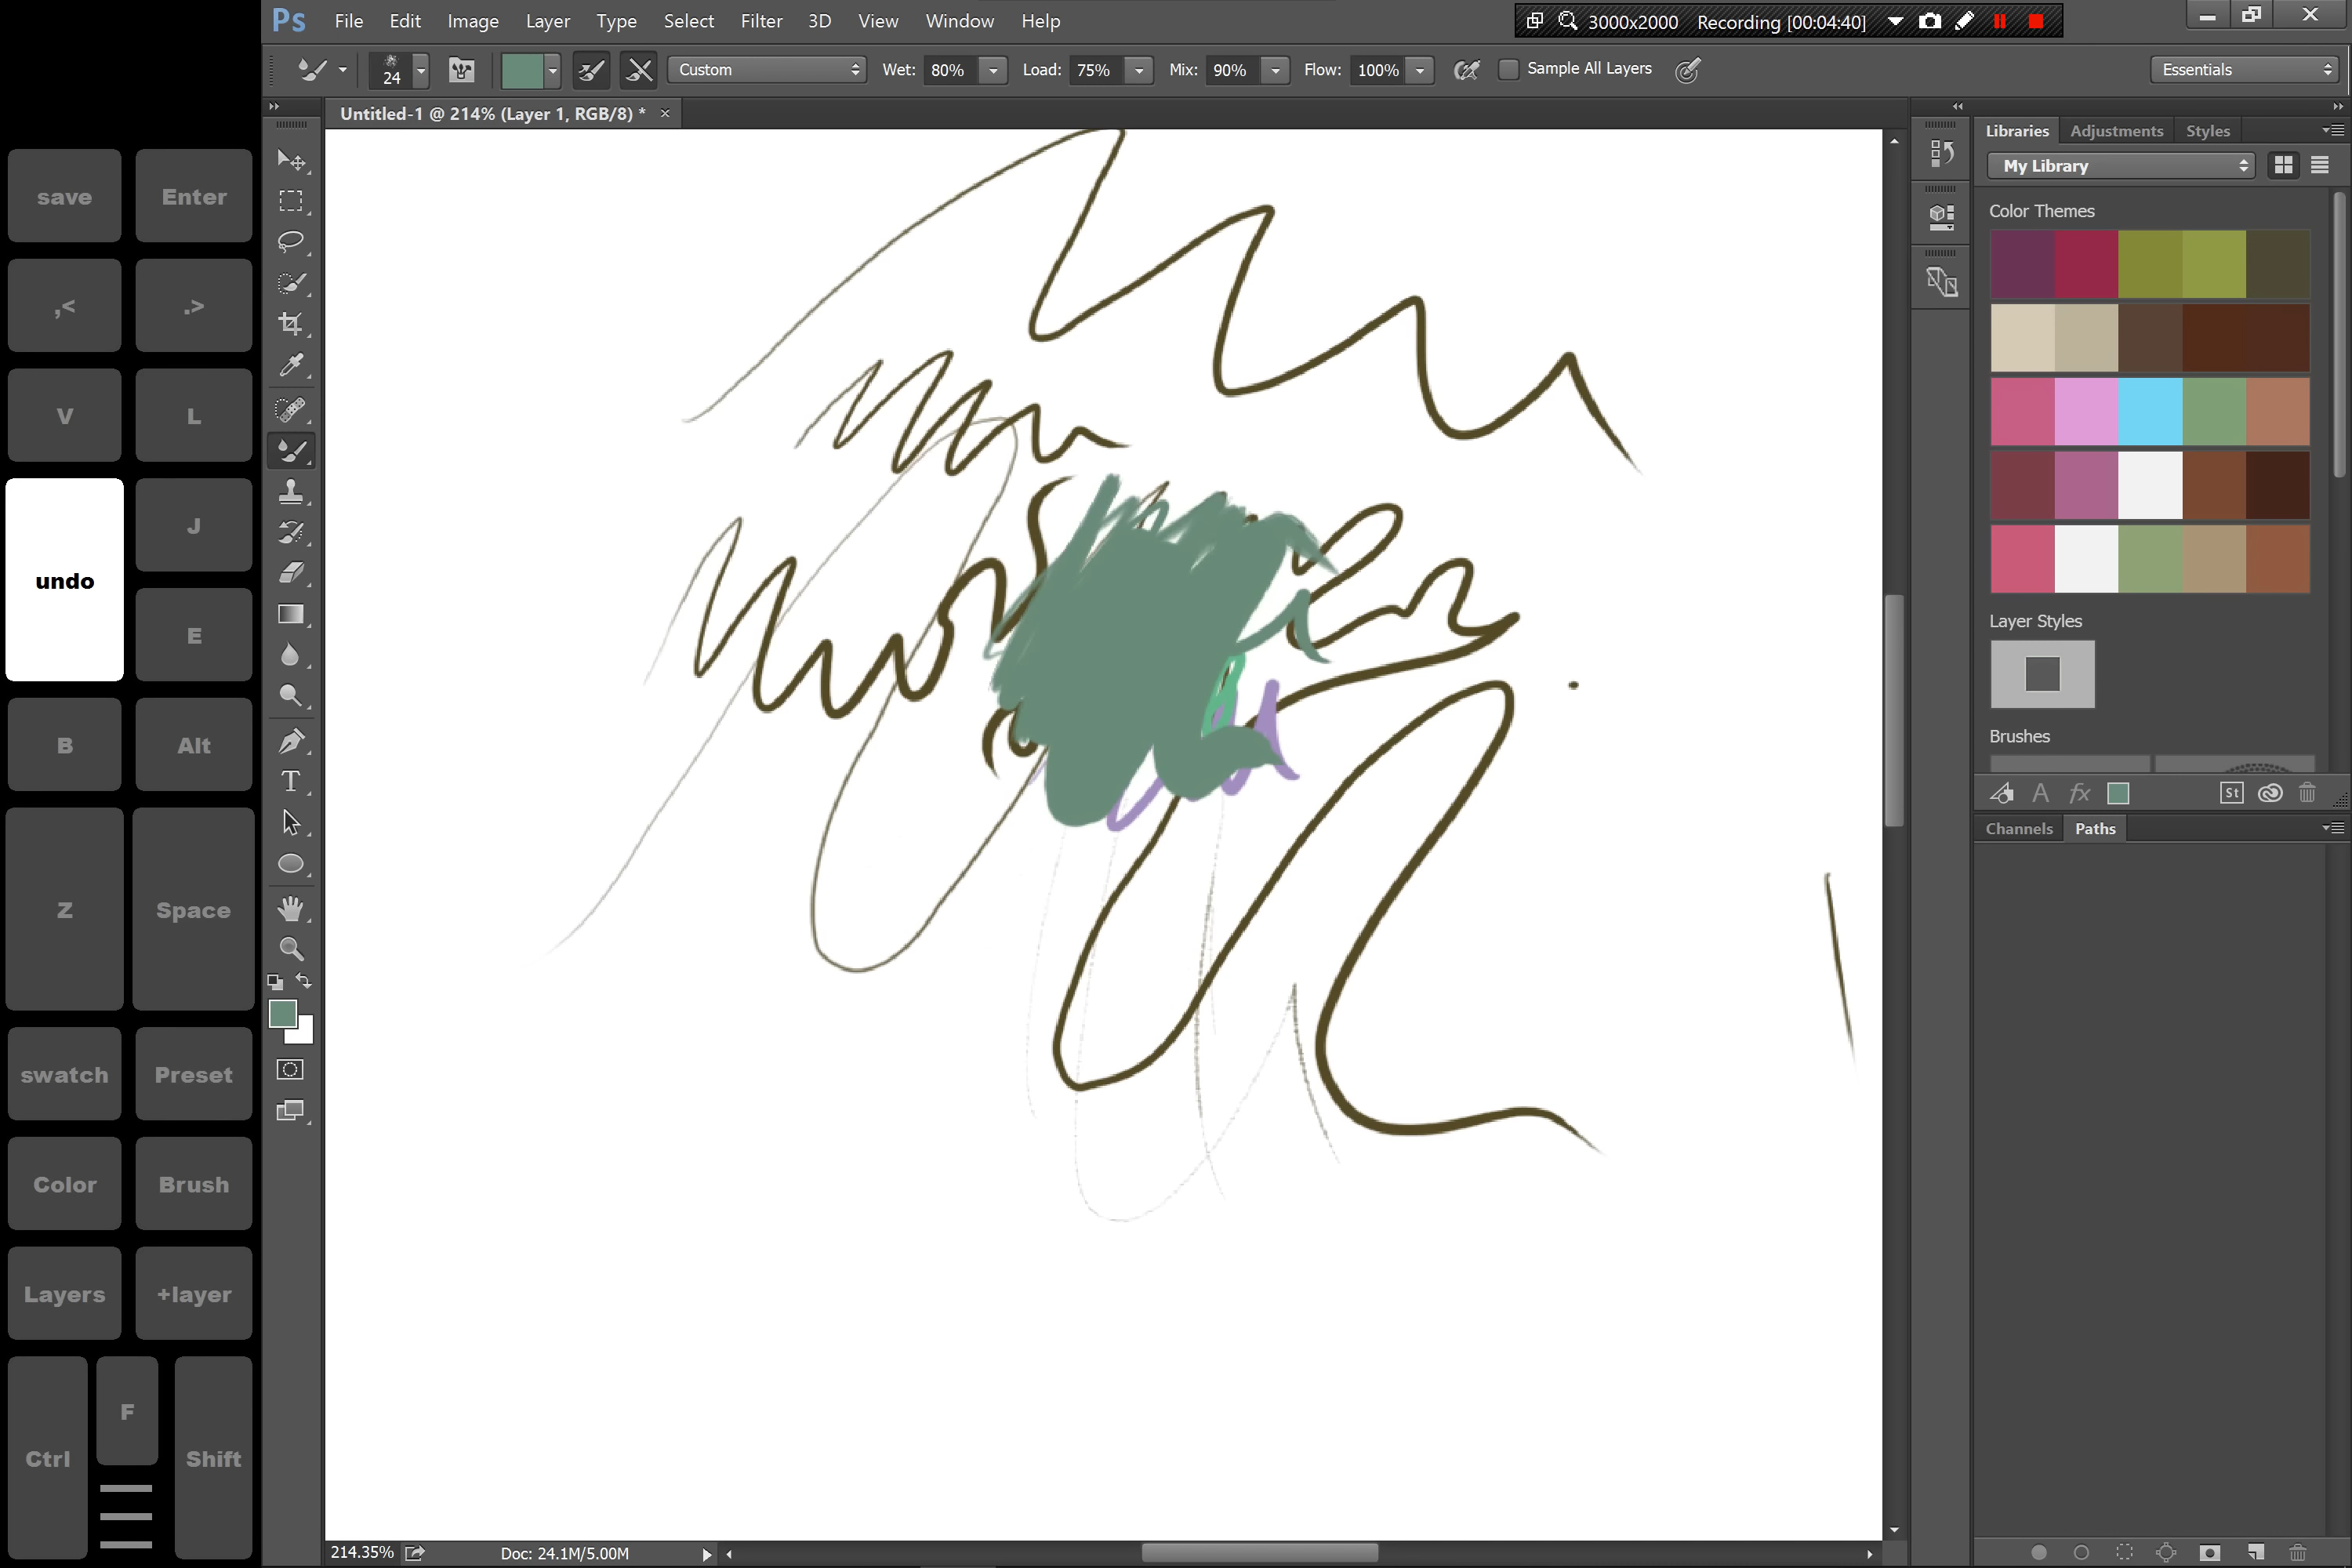 Ps File Edit Image Layer Type Select Filter 3D View Window Help
3000x2000 Recording [00:04:40]
24 Custom Wet: 80% Load: 75% Mix: 90% Flow: 100% Sample All Layers Essentials
Untitled-1 @ 214% (Layer 1, RGB/8) * ×
save Enter
,< .>
V L
undo J
E
B Alt
Z Space
swatch Preset
Color Brush
Layers +layer
Ctrl F Shift
T
Libraries Adjustments Styles
My Library
Color Themes
Layer Styles
Brushes
A fx St
Channels Paths
214.35% Doc: 24.1M/5.00M